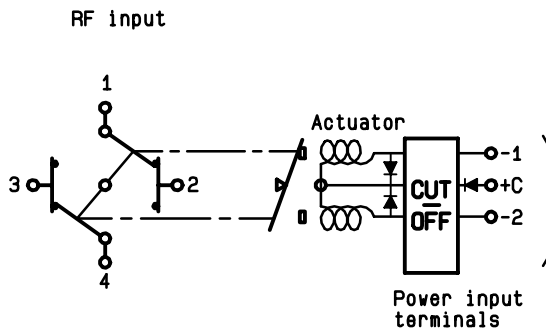 RF input
1
Actuator
-1
3
2
CUT
+C
OFF
-2
4
Power input
terminals